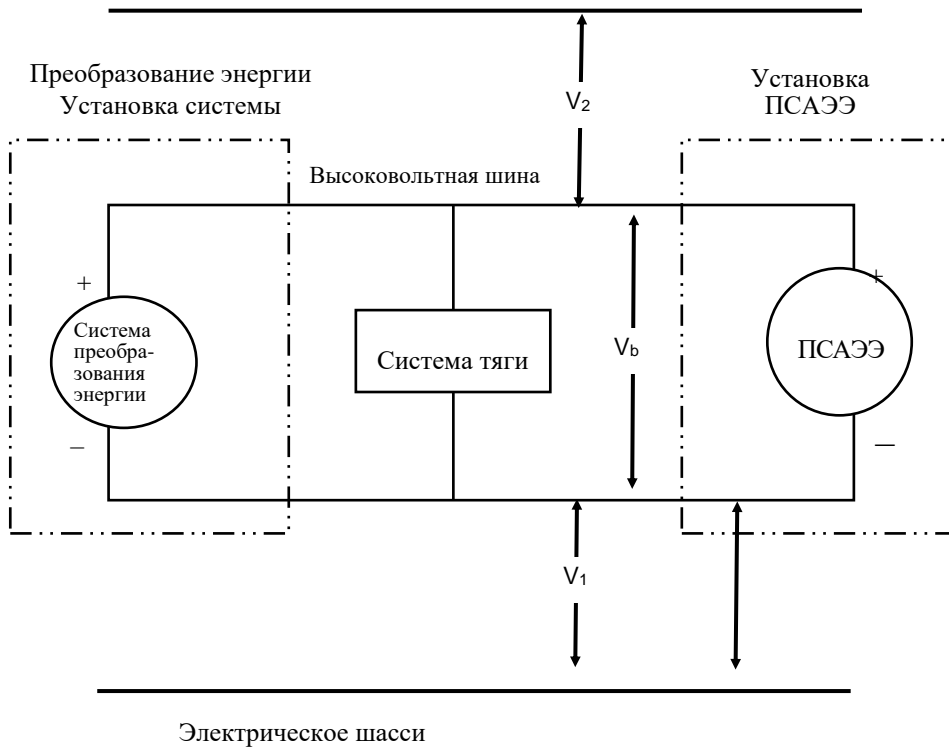 Преобразование энергии
Установка системы
Установка
ПСАЭЭ
V2
Высоковольтная шина
+
+
Система
преобра-
зования
энергии
Система тяги
Vb
ПСАЭЭ
–
—
V1
Электрическое шасси